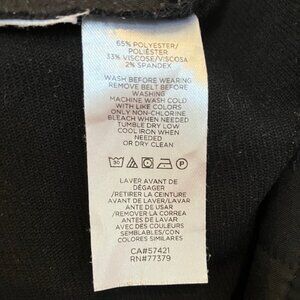 65% POLYESTER/
POLIÉSTER
33% VISCOSE/VISCOSA
2% SPANDEX
WASH BEFORE WEARING
REMOVE BELT BEFORE
WASHING
MACHINE WASH COLD
WITH LIKE COLORS
ONLY NON-CHLORINE
BLEACH WHEN NEEDED
TUMBLE DRY LOW
COOL IRON WHEN
NEEDED
OR DRY CLEAN
30 P
LAVER AVANT DE
DÉGAGER
/RETIRER LA CEINTURE
AVANT DE LAVER/LAVAR
ANTE DE USAR
/REMOVER LA CORREA
ANTES DE LAVAR
AVEC DES COULEURS
SEMBLABLES/CON
COLORES SIMILARES
CA#57421
RN#77379